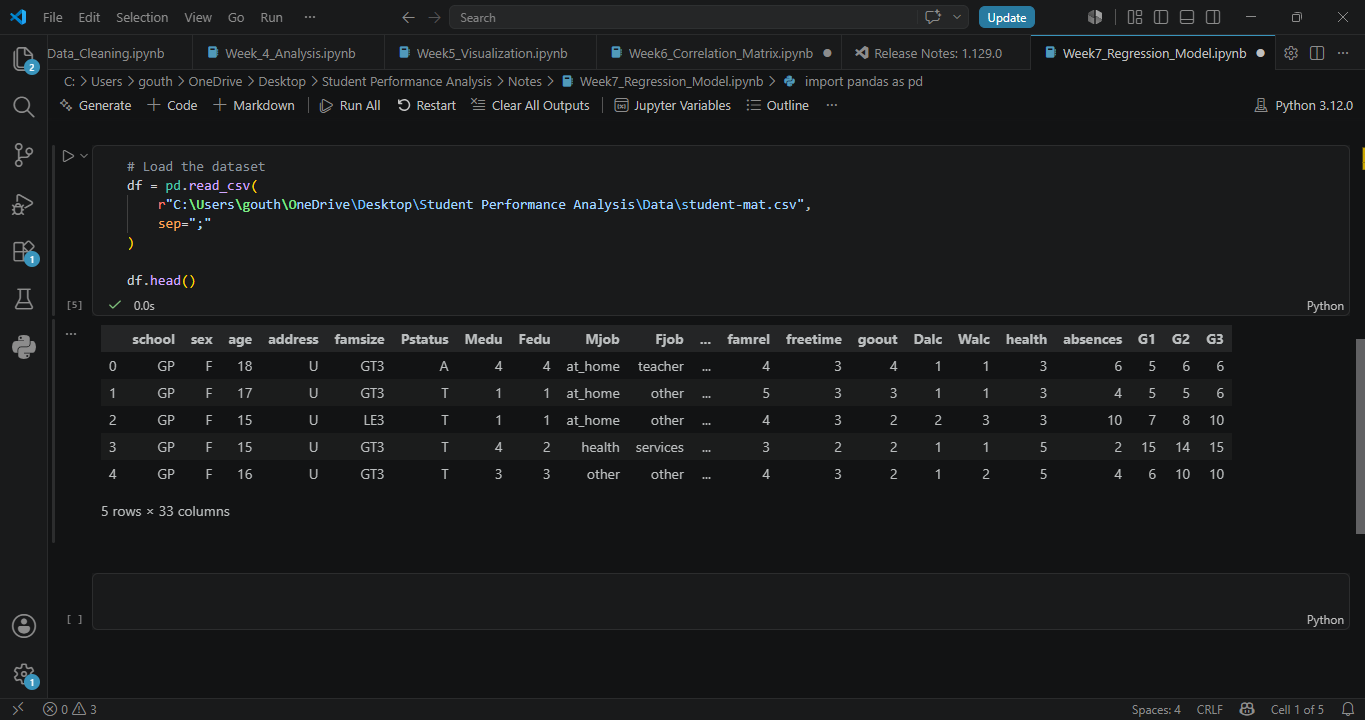 File Edit Selection View Go Run ··· Search Update
2 Data_Cleaning.ipynb Week_4_Analysis.ipynb Week5_Visualization.ipynb Week6_Correlation_Matrix.ipynb Release Notes: 1.129.0 Week7_Regression_Model.ipynb ···
C: > Users > gouth > OneDrive > Desktop > Student Performance Analysis > Notes > Week7_Regression_Model.ipynb > import pandas as pd
Generate + Code + Markdown | Run All Restart Clear All Outputs | Jupyter Variables Outline ··· Python 3.12.0
# Load the dataset
df = pd.read_csv(
r"C:\Users\gouth\OneDrive\Desktop\Student Performance Analysis\Data\student-mat.csv",
sep=";"
)
df.head()
[5] 0.0s Python
1
...
school sex age address famsize Pstatus Medu Fedu Mjob Fjob ... famrel freetime goout Dalc Walc health absences G1 G2 G3
0 GP F 18 U GT3 A 4 4 at_home teacher ... 4 3 4 1 1 3 6 5 6 6
1 GP F 17 U GT3 T 1 1 at_home other ... 5 3 3 1 1 3 4 5 5 6
2 GP F 15 U LE3 T 1 1 at_home other ... 4 3 2 2 3 3 10 7 8 10
3 GP F 15 U GT3 T 4 2 health services ... 3 2 2 1 1 5 2 15 14 15
4 GP F 16 U GT3 T 3 3 other other ... 4 3 2 1 2 5 4 6 10 10
5 rows × 33 columns
[ ] Python
1
0 3 Spaces: 4 CRLF Cell 1 of 5